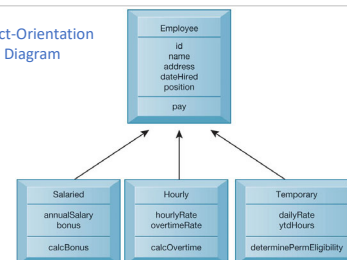 ct-Orientation
Diagram
Employee
id
name
address
dateHired
position
pay
Salaried
annualSalary
bonus
calcBonus
Hourly
hourlyRate
overtimeRate
calcOvertime
Temporary
dailyRate
ytdHours
determinePermEligibility